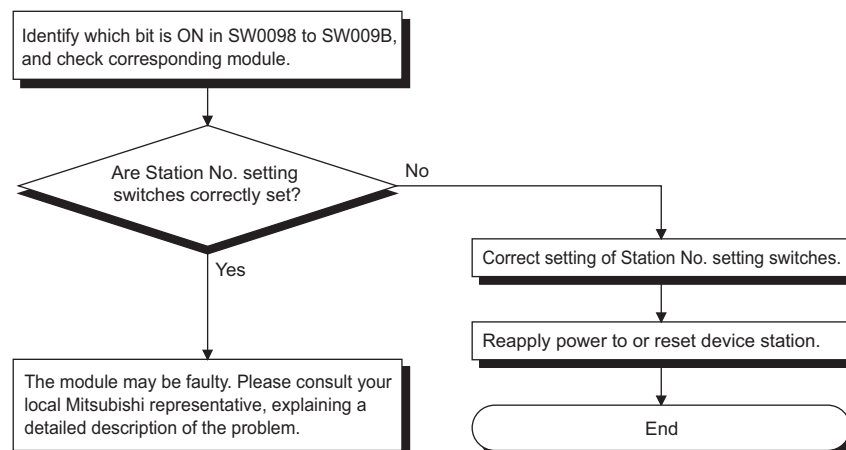 Identify which bit is ON in SW0098 to SW009B,
and check corresponding module.
Are Station No. setting
switches correctly set?
No
Yes
Correct setting of Station No. setting switches.
Reapply power to or reset device station.
The module may be faulty. Please consult your
local Mitsubishi representative, explaining a
detailed description of the problem.
End